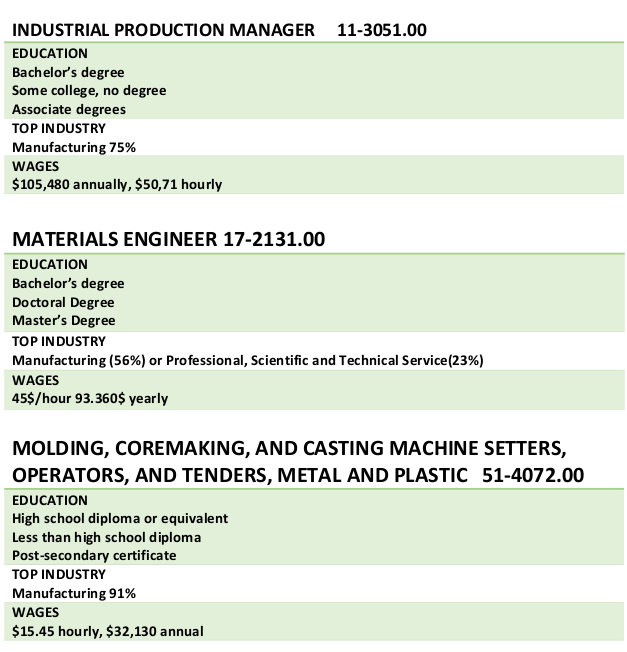 INDUSTRIAL PRODUCTION MANAGER 11-3051.00
EDUCATION
Bachelor's degree
Some college, no degree
Associate degrees
TOP INDUSTRY
Manufacturing 75%
WAGES
$105,480 annually, $50,71 hourly
MATERIALS ENGINEER 17-2131.00
EDUCATION
Bachelor's degree
Doctoral Degree
Master's Degree
TOP INDUSTRY
Manufacturing (56%) or Professional, Scientific and Technical Service(23%)
WAGES
45$/hour 93.360$ yearly
MOLDING, COREMAKING, AND CASTING MACHINE SETTERS,
OPERATORS, AND TENDERS, METAL AND PLASTIC 51-4072.00
EDUCATION
High school diploma or equivalent
Less than high school diploma
Post-secondary certificate
TOP INDUSTRY
Manufacturing 91%
WAGES
$15.45 hourly, $32,130 annual